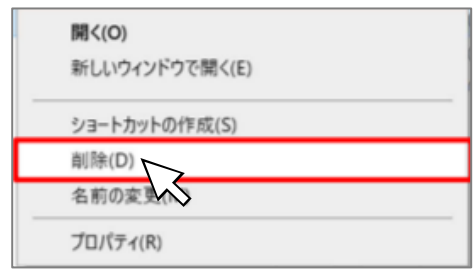 開く(O)
新しいウィンドウで開く(E)
ショートカットの作成(S)
削除(D)
名前の変更
プロパティ(R)